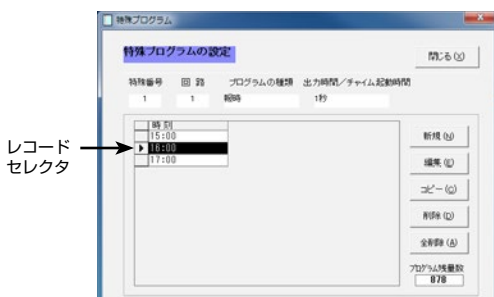 特殊プログラム
特殊プログラムの設定
閉じる(X)
特殊番号 回 路 プログラムの種類 出力時間/チャイム起動時間
1 1 報時 1秒
時刻
15:00
16:00
17:00
レコード
セレクタ
新規(N)
編集(E)
コピー(C)
削除(D)
全削除(A)
プログラム残量数
878